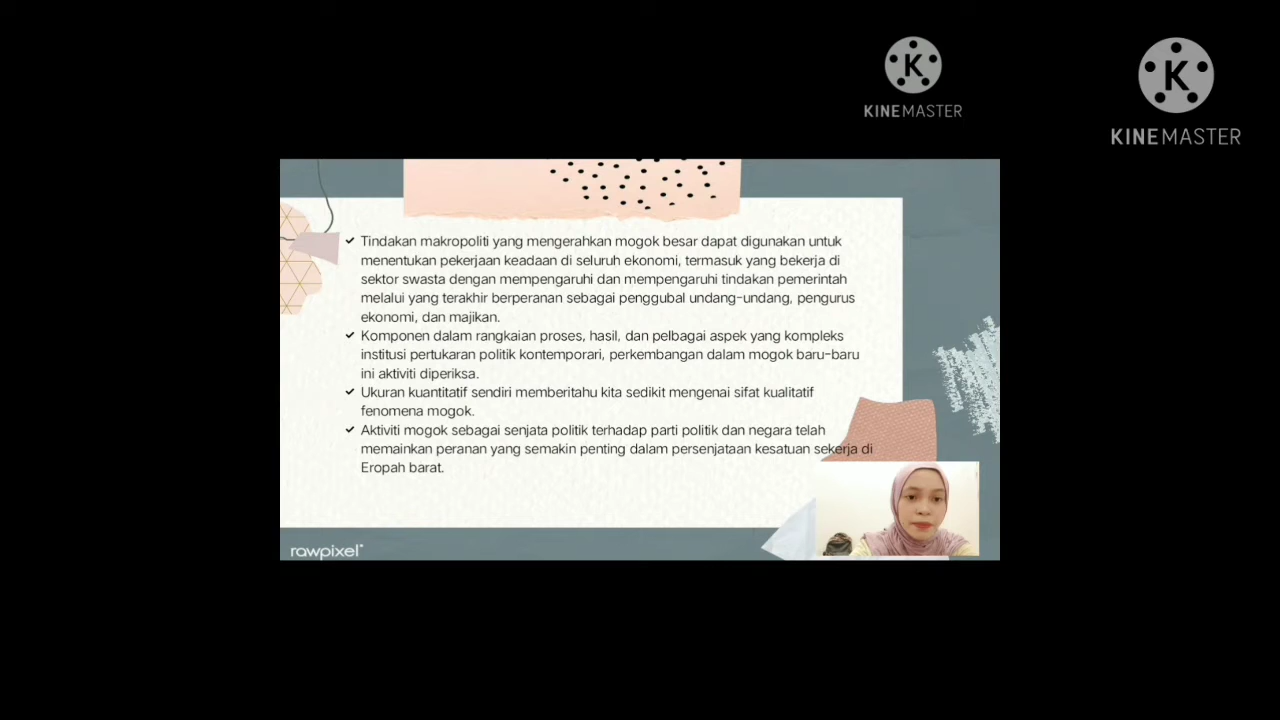 KINEMASTER
KINEMASTER
Tindakan makropoliti yang mengerahkan mogok besar dapat digunakan untuk
menentukan pekerjaan keadaan di seluruh ekonomi, termasuk yang bekerja di
sektor swasta dengan mempengaruhi dan mempengaruhi tindakan pemerintah
melalui yang terakhir berperanan sebagai penggubal undang-undang, pengurus
ekonomi, dan majikan.
Komponen dalam rangkaian proses, hasil, dan pelbagai aspek yang kompleks
institusi pertukaran politik kontemporari, perkembangan dalam mogok baru-baru
ini aktiviti diperiksa.
Ukuran kuantitatif sendiri memberitahu kita sedikit mengenai sifat kualitatif
fenomena mogok.
Aktiviti mogok sebagai senjata politik terhadap parti politik dan negara telah
memainkan peranan yang semakin penting dalam persenjataan kesatuan sekerja di
Eropah barat.
rawpixel